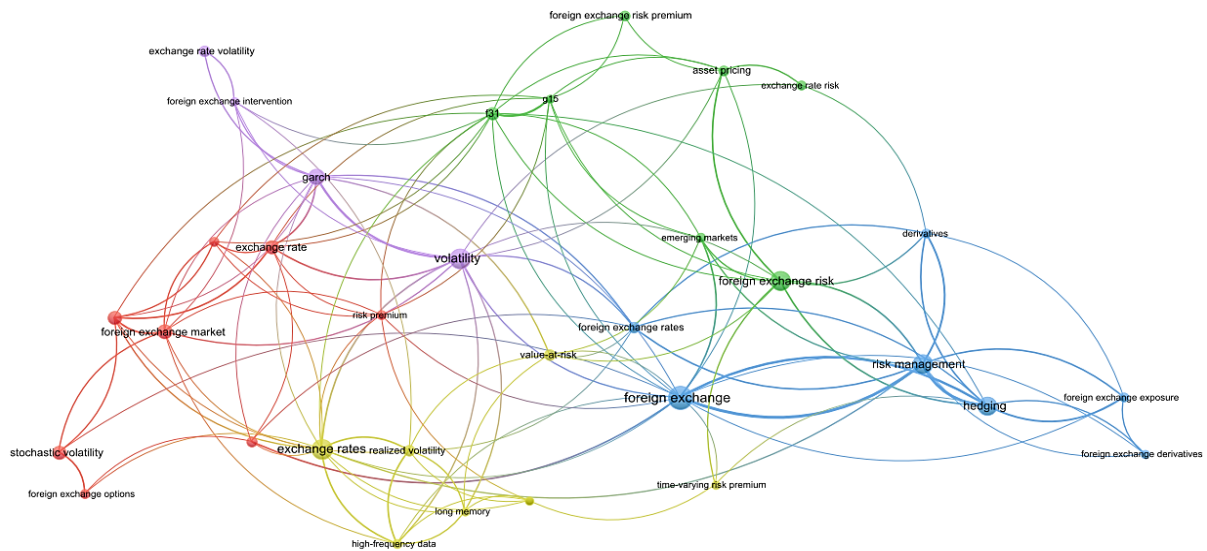 foreign exchange risk premium
exchange rate volatility
asset pricing
exchange rate risk
foreign exchange intervention
g15
f31
garch
derivatives
emerging markets
exchange rate
volatility
foreign exchange risk
risk premium
foreign exchange rates
foreign exchange market
value-at-risk
risk management
foreign exchange
foreign exchange exposure
hedging
exchange rates
realized volatility
stochastic volatility
foreign exchange derivatives
time-varying risk premium
foreign exchange options
long memory
high-frequency data